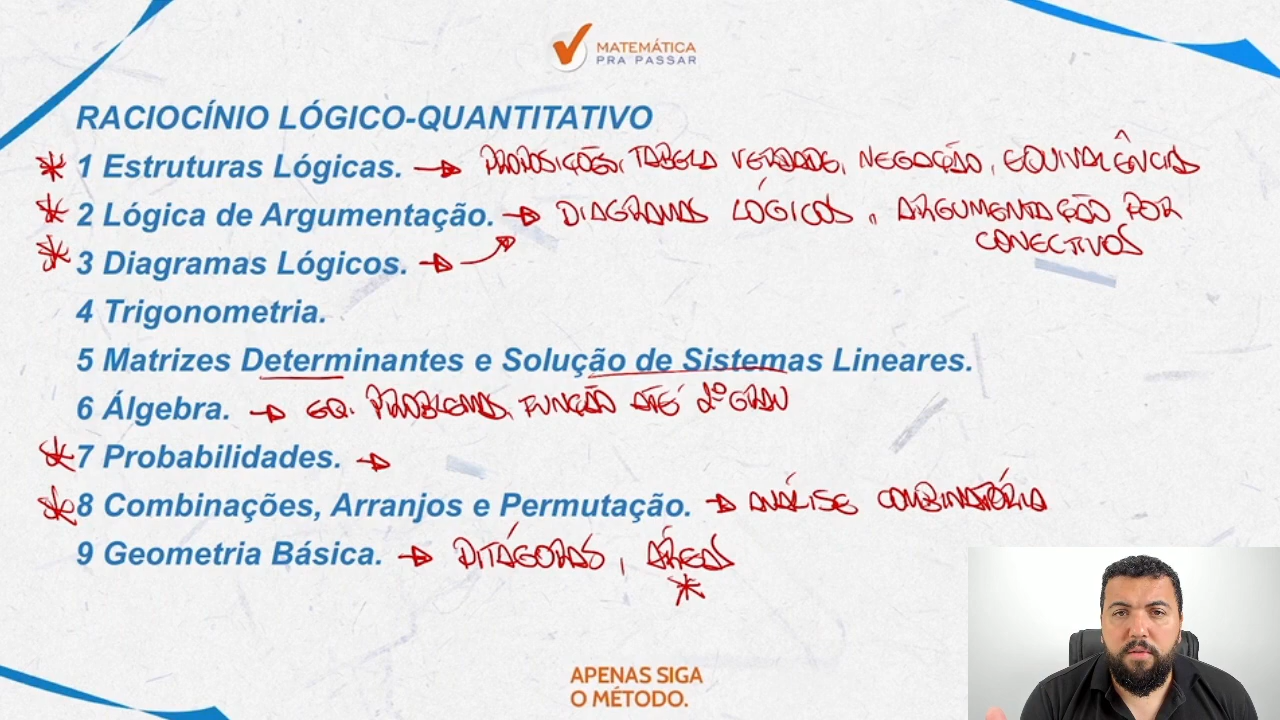 MATEMÁTICA
PRA PASSAR
RACIOCÍNIO LÓGICO-QUANTITATIVO
* 1 Estruturas Lógicas. → PROPOSIÇÕES, TABELA VERDADE, NEGAÇÃO, EQUIVALÊNCIAS
* 2 Lógica de Argumentação. → DIAGRAMAS LÓGICOS, ARGUMENTAÇÃO POR
CONECTIVOS
* 3 Diagramas Lógicos. →
4 Trigonometria.
5 Matrizes Determinantes e Solução de Sistemas Lineares.
6 Álgebra. → EQ. PROBLEMAS, FUNÇÃO ATÉ 2º GRAU
* 7 Probabilidades. →
* 8 Combinações, Arranjos e Permutação. → ANÁLISE COMBINATÓRIA
9 Geometria Básica. → PITÁGORAS, ÁREAS
*
APENAS SIGA
O MÉTODO.